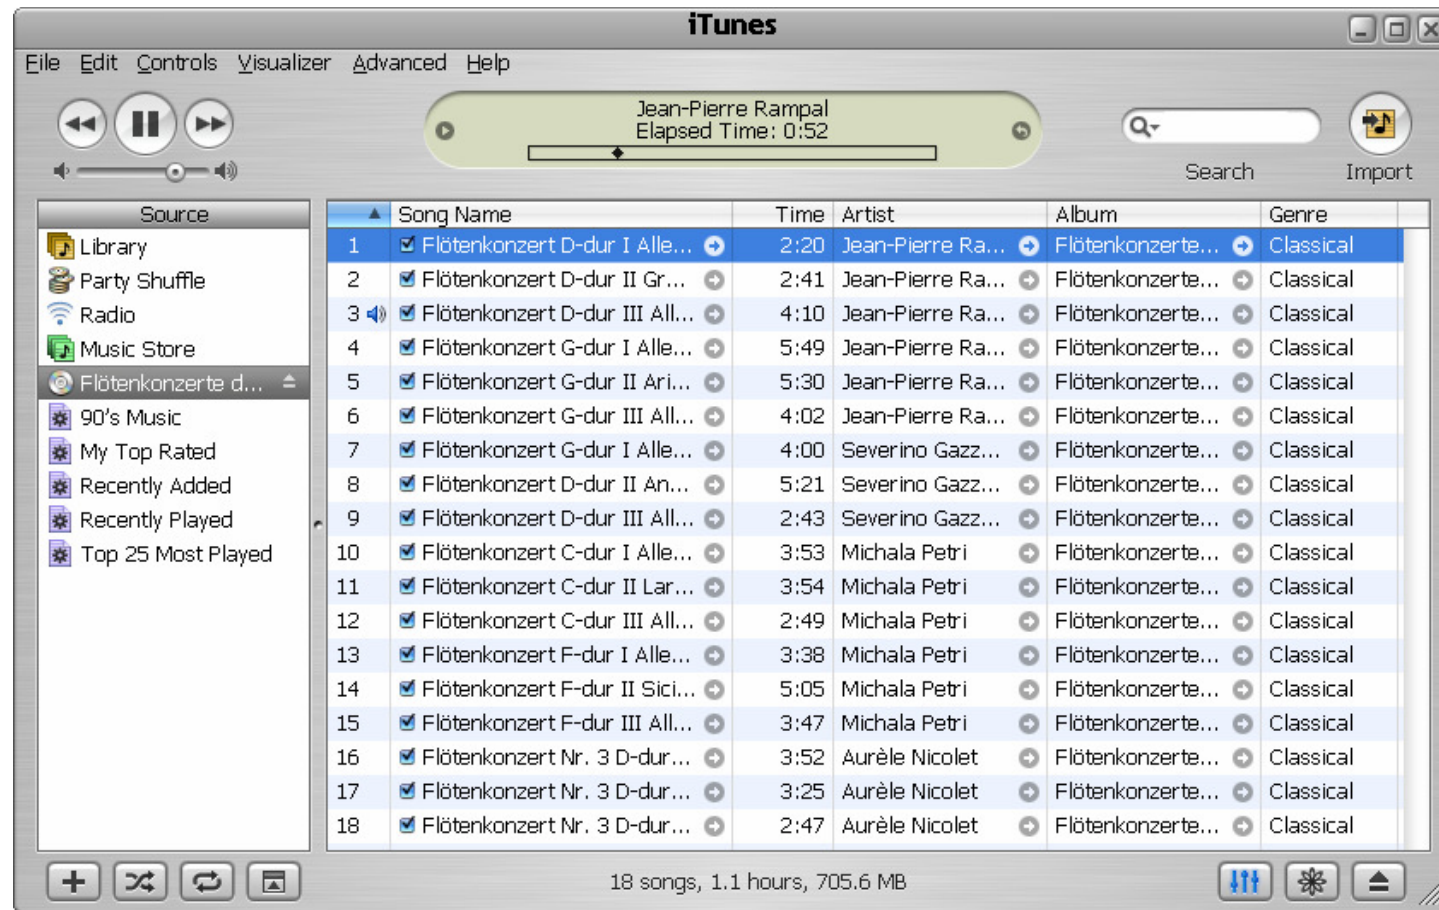 iTunes
File Edit Controls Visualizer Advanced Help
Jean-Pierre Rampal
Elapsed Time: 0:52
Search
Import
Source
Library
Party Shuffle
Radio
Music Store
Flötenkonzerte d...
90's Music
My Top Rated
Recently Added
Recently Played
Top 25 Most Played
Song Name Time Artist Album Genre
1 Flötenkonzert D-dur I Alle... 2:20 Jean-Pierre Ra... Flötenkonzerte... Classical
2 Flötenkonzert D-dur II Gr... 2:41 Jean-Pierre Ra... Flötenkonzerte... Classical
3 Flötenkonzert D-dur III All... 4:10 Jean-Pierre Ra... Flötenkonzerte... Classical
4 Flötenkonzert G-dur I Alle... 5:49 Jean-Pierre Ra... Flötenkonzerte... Classical
5 Flötenkonzert G-dur II Ari... 5:30 Jean-Pierre Ra... Flötenkonzerte... Classical
6 Flötenkonzert G-dur III All... 4:02 Jean-Pierre Ra... Flötenkonzerte... Classical
7 Flötenkonzert G-dur I Alle... 4:00 Severino Gazz... Flötenkonzerte... Classical
8 Flötenkonzert D-dur II An... 5:21 Severino Gazz... Flötenkonzerte... Classical
9 Flötenkonzert D-dur III All... 2:43 Severino Gazz... Flötenkonzerte... Classical
10 Flötenkonzert C-dur I Alle... 3:53 Michala Petri Flötenkonzerte... Classical
11 Flötenkonzert C-dur II Lar... 3:54 Michala Petri Flötenkonzerte... Classical
12 Flötenkonzert C-dur III All... 2:49 Michala Petri Flötenkonzerte... Classical
13 Flötenkonzert F-dur I Alle... 3:38 Michala Petri Flötenkonzerte... Classical
14 Flötenkonzert F-dur II Sici... 5:05 Michala Petri Flötenkonzerte... Classical
15 Flötenkonzert F-dur III All... 3:47 Michala Petri Flötenkonzerte... Classical
16 Flötenkonzert Nr. 3 D-dur... 3:52 Aurèle Nicolet Flötenkonzerte... Classical
17 Flötenkonzert Nr. 3 D-dur... 3:25 Aurèle Nicolet Flötenkonzerte... Classical
18 Flötenkonzert Nr. 3 D-dur... 2:47 Aurèle Nicolet Flötenkonzerte... Classical
18 songs, 1.1 hours, 705.6 MB